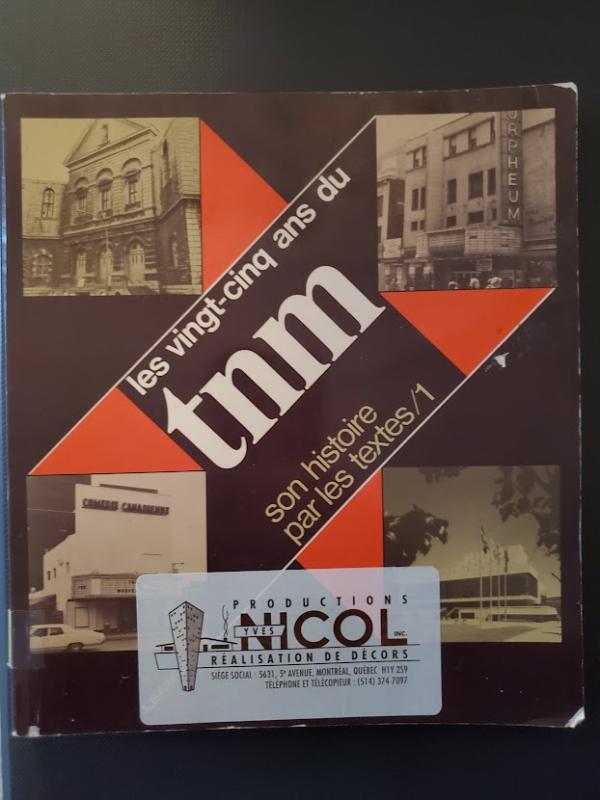 les vingt-cinq ans du
tnm
son histoire
par les textes/1
ORPHEUM
COMEDIE CANADIENNE
PRODUCTIONS
YVES
NICOL INC.
RÉALISATION DE DÉCORS
SIÈGE SOCIAL : 5631, 5e AVENUE, MONTRÉAL, QUÉBEC H1Y 2S9
TÉLÉPHONE ET TÉLÉCOPIEUR : (514) 374-7097